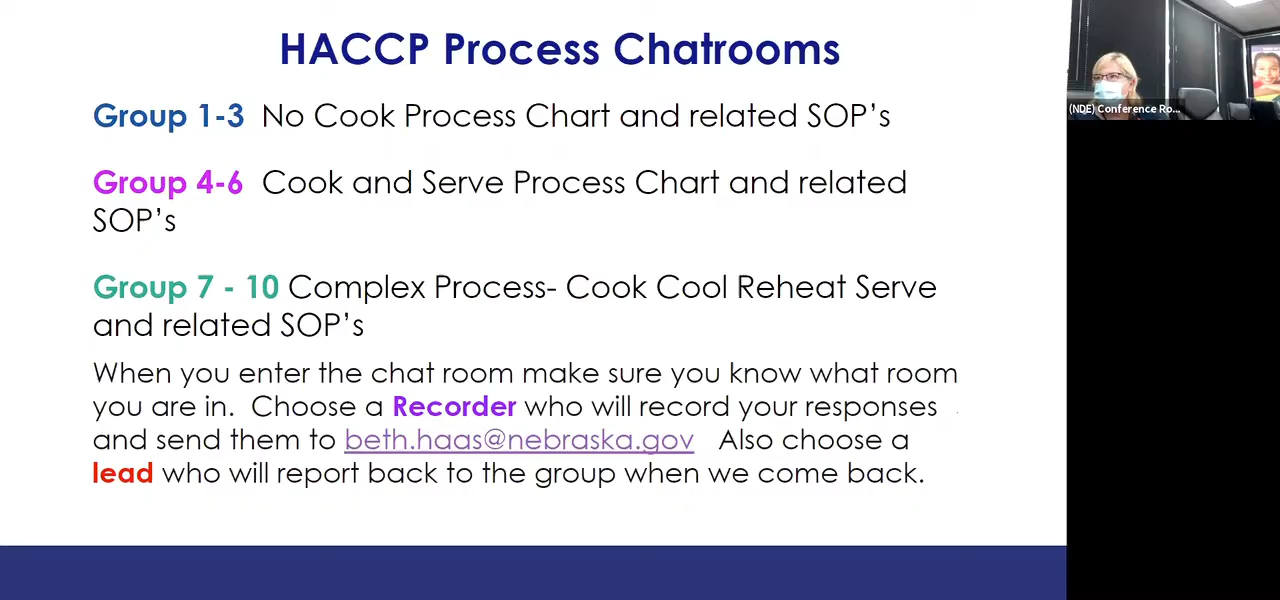 HACCP Process Chatrooms
Group 1-3 No Cook Process Chart and related SOP’s
Group 4-6 Cook and Serve Process Chart and related
SOP’s
Group 7 - 10 Complex Process- Cook Cool Reheat Serve
and related SOP’s
When you enter the chat room make sure you know what room
you are in. Choose a Recorder who will record your responses
and send them to beth.haas@nebraska.gov Also choose a
lead who will report back to the group when we come back.
(NDE) Conference Ro...